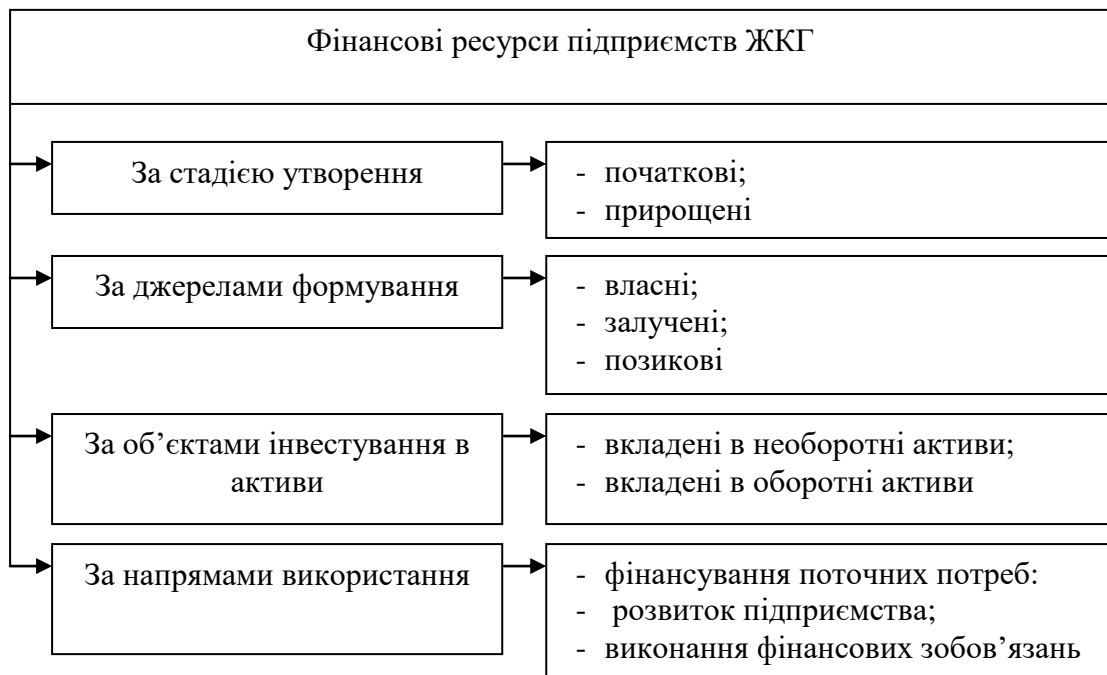 Фінансові ресурси підприємств ЖКГ
За стадією утворення
- початкові;
- прирощені
За джерелами формування
- власні;
- залучені;
- позикові
За об’єктами інвестування в
активи
- вкладені в необоротні активи;
- вкладені в оборотні активи
За напрямами використання
- фінансування поточних потреб:
- розвиток підприємства;
- виконання фінансових зобов’язань